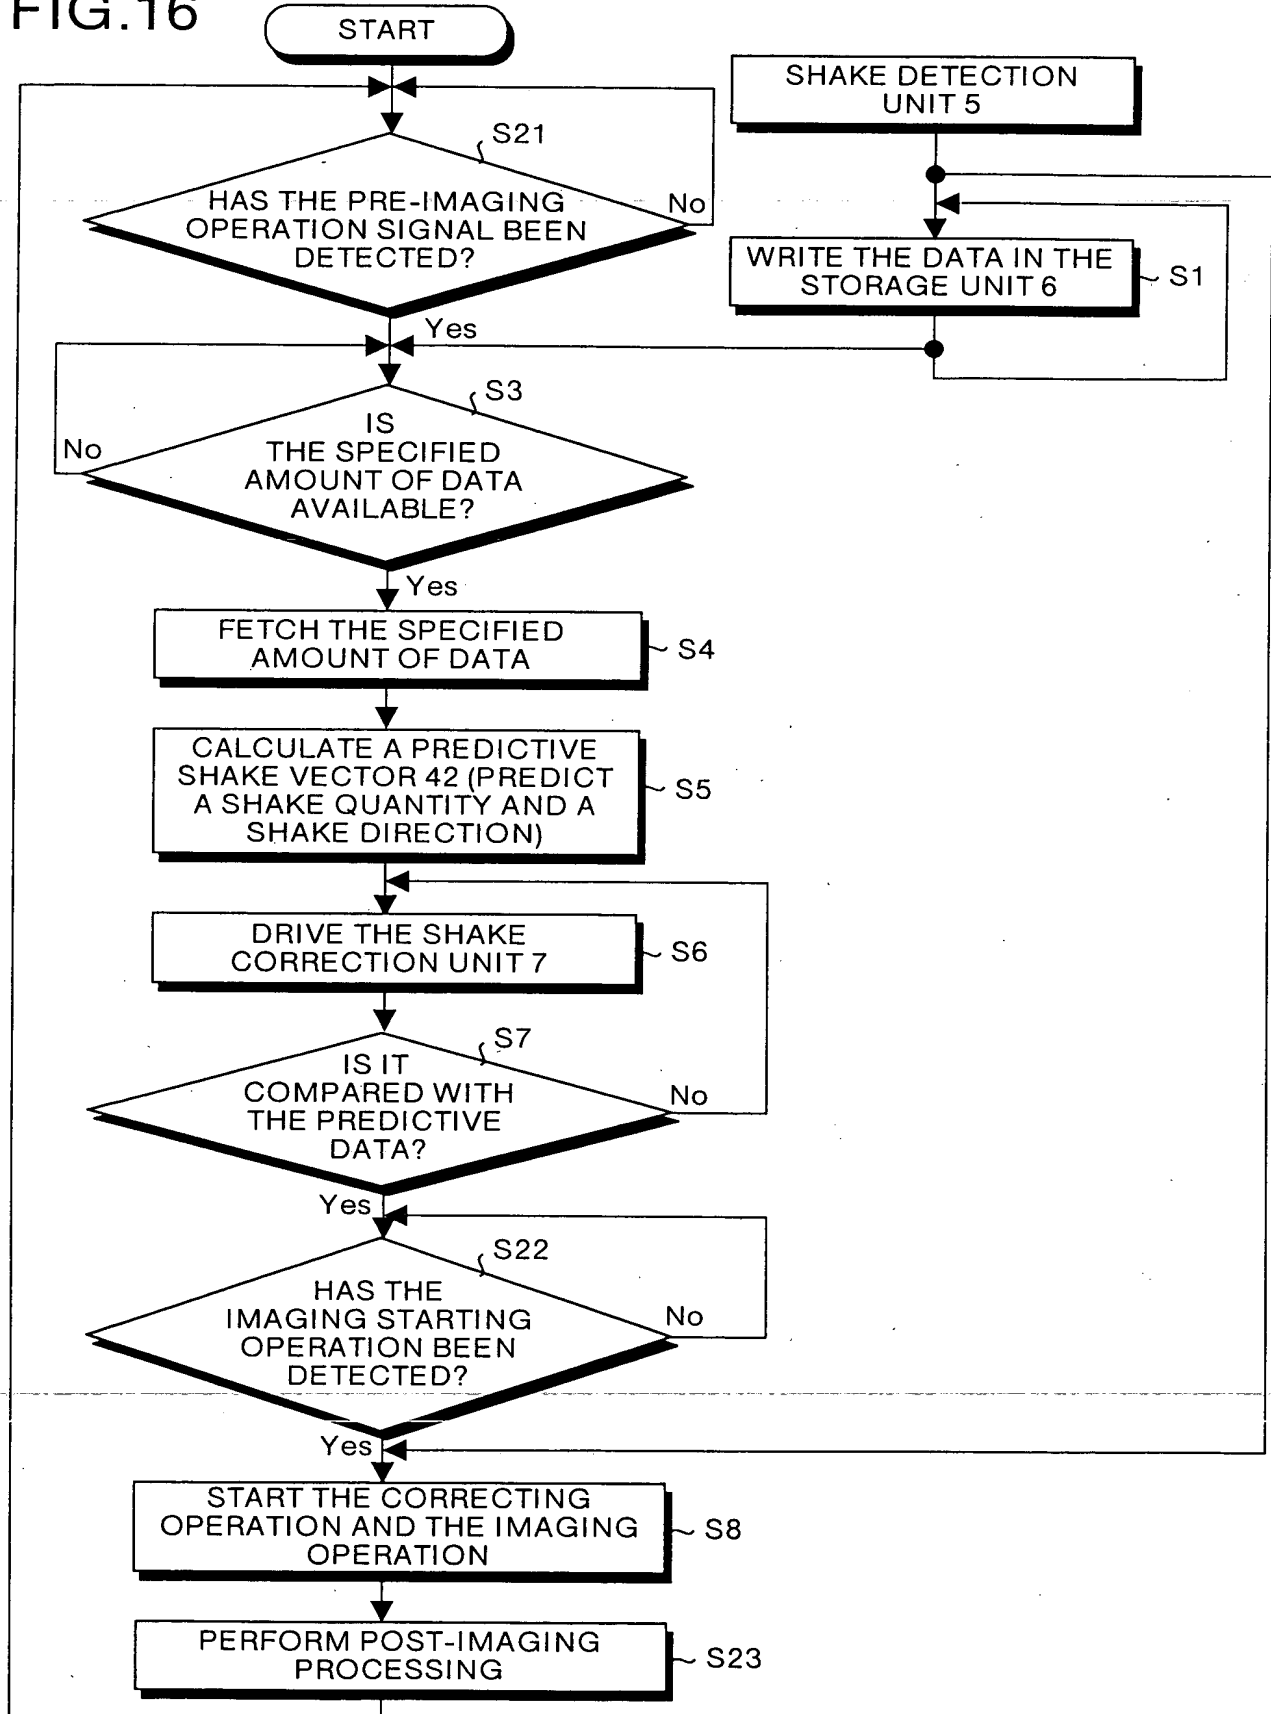 FIG.16
START
SHAKE DETECTION
UNIT 5
S21
HAS THE PRE-IMAGING
OPERATION SIGNAL BEEN
DETECTED?
No
WRITE THE DATA IN THE
STORAGE UNIT 6
S1
Yes
S3
IS
THE SPECIFIED
AMOUNT OF DATA
AVAILABLE?
No
Yes
FETCH THE SPECIFIED
AMOUNT OF DATA
S4
CALCULATE A PREDICTIVE
SHAKE VECTOR 42 (PREDICT
A SHAKE QUANTITY AND A
SHAKE DIRECTION)
S5
DRIVE THE SHAKE
CORRECTION UNIT 7
S6
S7
IS IT
COMPARED WITH
THE PREDICTIVE
DATA?
No
Yes
S22
HAS THE
IMAGING STARTING
OPERATION BEEN
DETECTED?
No
Yes
START THE CORRECTING
OPERATION AND THE IMAGING
OPERATION
S8
PERFORM POST-IMAGING
PROCESSING
S23